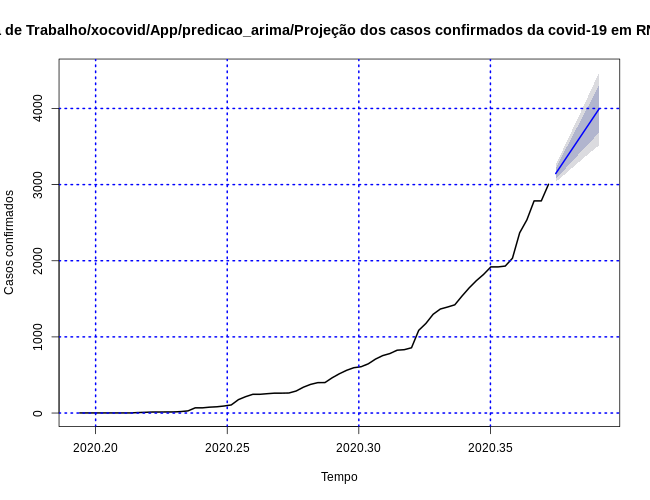 de Trabalho/xocovid/App/predicao_arima/Projeção dos casos confirmados da covid-19 em
Casos confirmados
4000
3000
2000
1000
0
2020.20 2020.25 2020.30 2020.35
Tempo